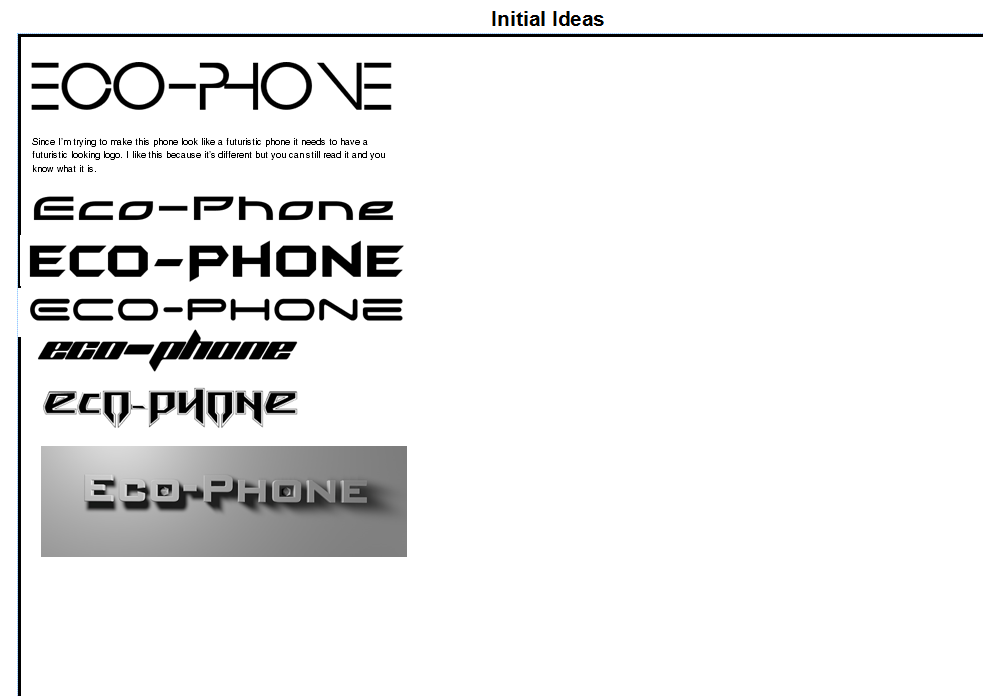 Initial Ideas
ECO-PHONE
Since I'm trying to make this phone look like a futuristic phone it needs to have a
futuristic looking logo. I like this because it's different but you can still read it and you
know what it is.
Eco-Phone
ECO-PHONE
ECO-PHONE
eco-phone
eco-phone
Eco-Phone